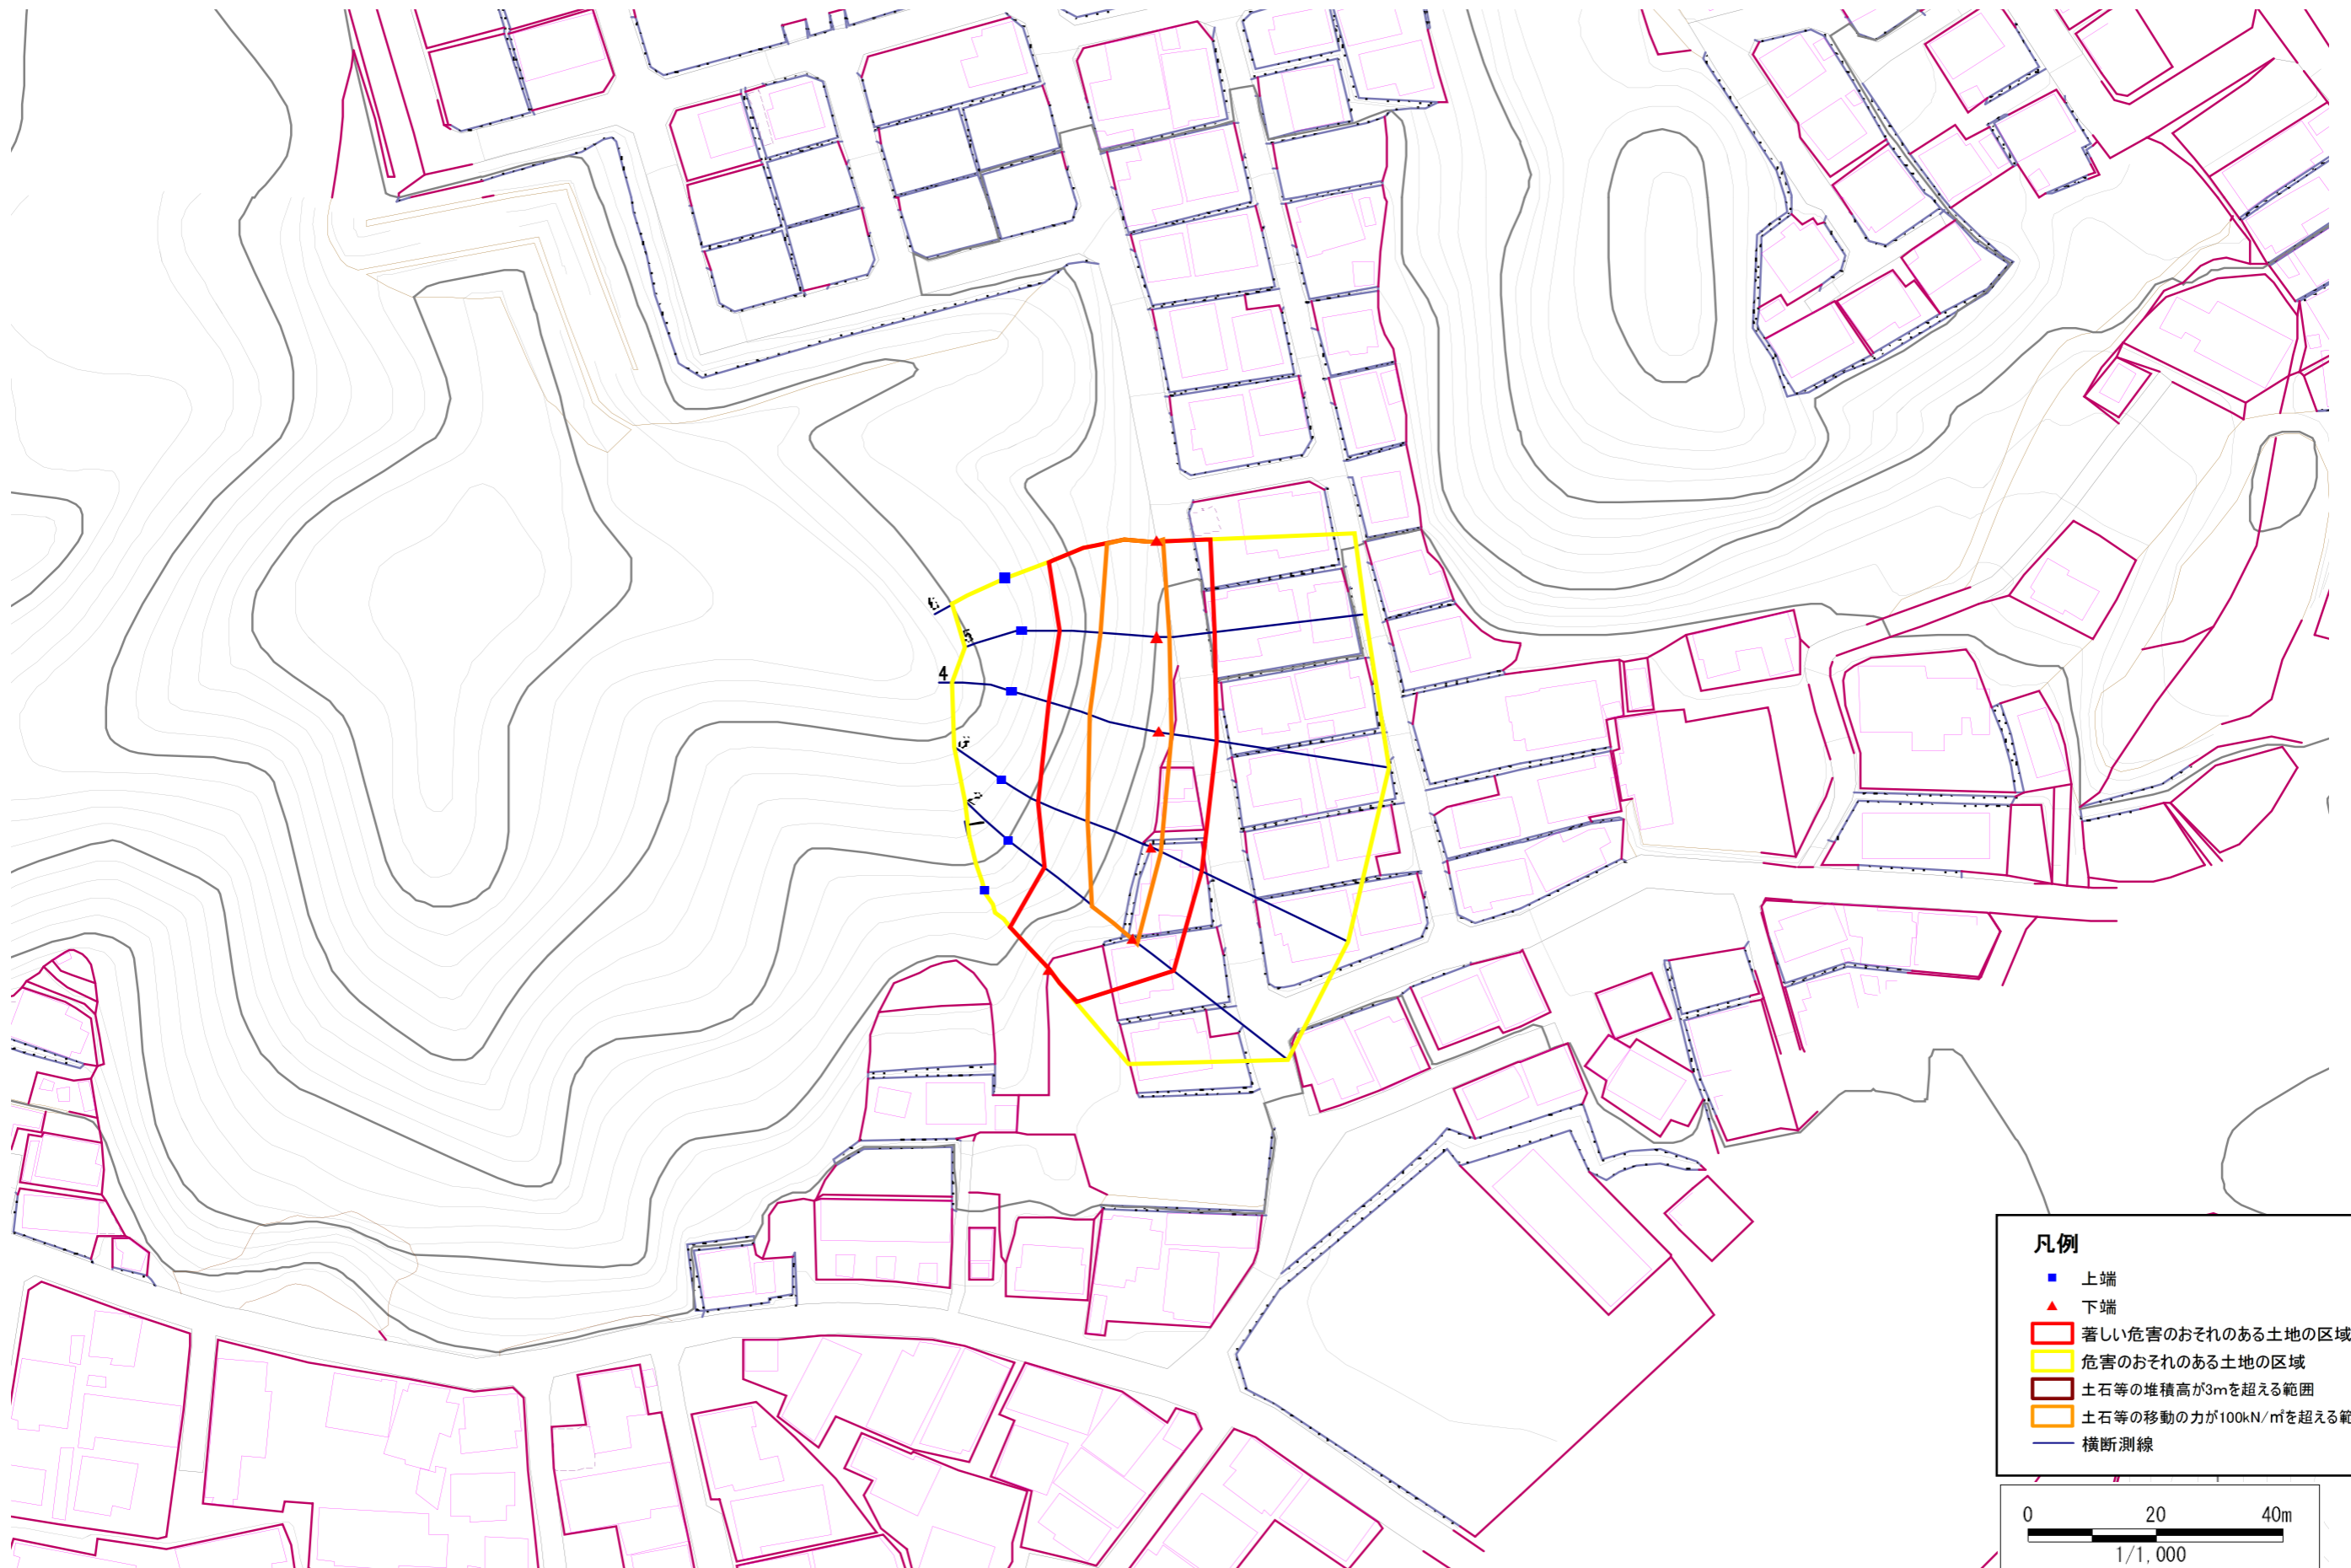 6
5
4
3
2
1
凡例
上端
下端
著しい危害のおそれのある土地の区域
危害のおそれのある土地の区域
土石等の堆積高が3mを超える範囲
土石等の移動の力が100kN/㎡を超える範
横断測線
0 20 40m
1/1,000